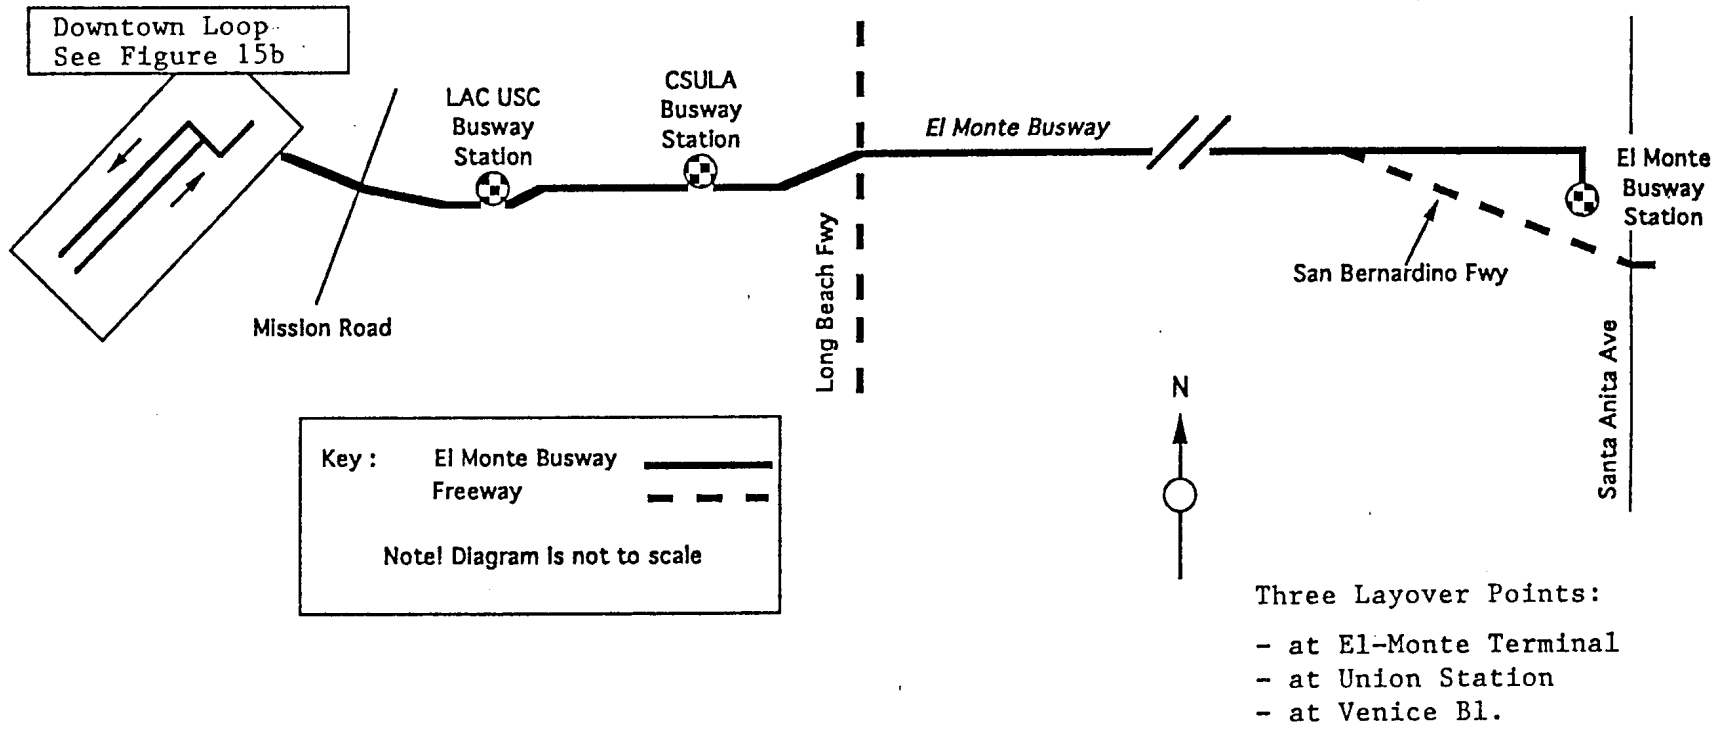 Downtown Loop
See Figure 15b
LAC USC
Busway
Station
CSULA
Busway
Station
El Monte Busway
El Monte
Busway
Station
San Bernardino Fwy
Long Beach Fwy
Mission Road
Santa Anita Ave
N
Key :
El Monte Busway
Freeway
Note! Diagram is not to scale
Three Layover Points:
- at El-Monte Terminal
- at Union Station
- at Venice Bl.